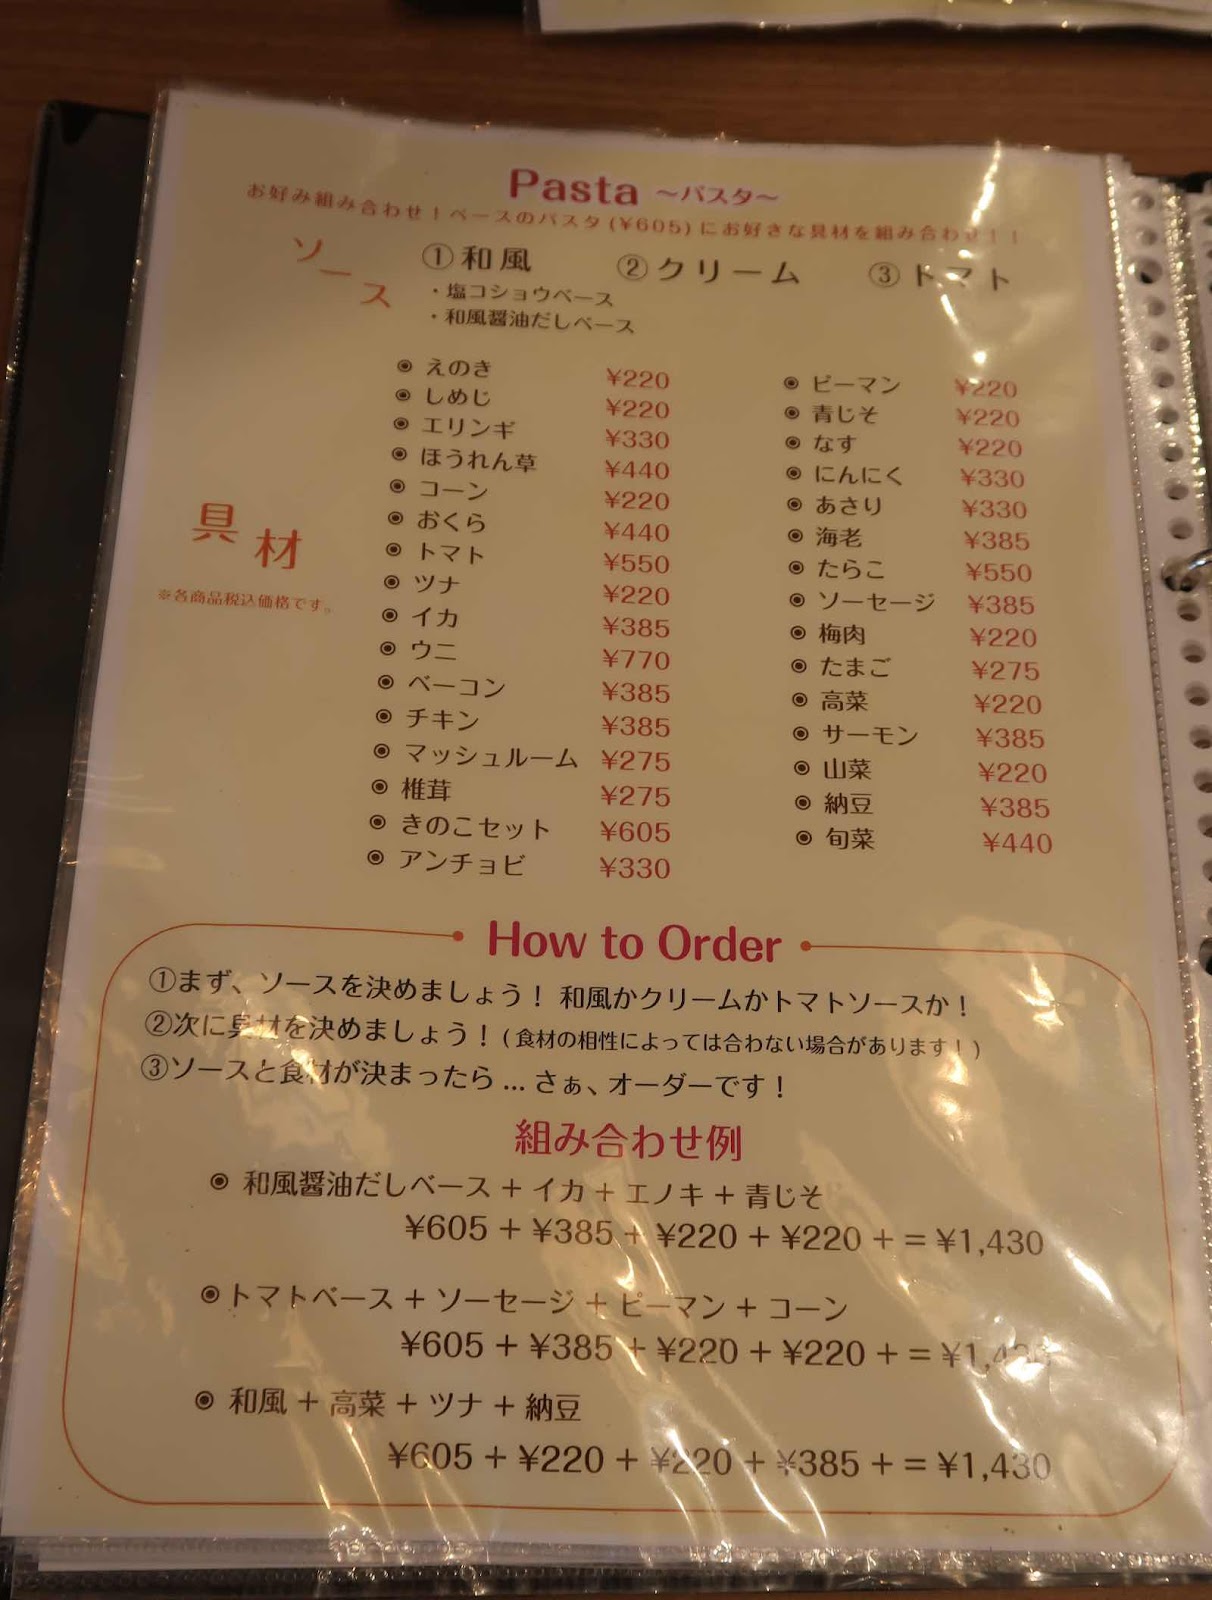 Pasta ～パスタ～
お好み組み合わせ！ベースのパスタ(¥605)にお好きな具材を組み合わせ！！
ソース
①和風 ②クリーム ③トマト
・塩コショウベース
・和風醤油だしベース
具材
※各商品税込価格です。
◉ えのき ¥220
◉ しめじ ¥220
◉ エリンギ ¥330
◉ ほうれん草 ¥440
◉ コーン ¥220
◉ おくら ¥440
◉ トマト ¥550
◉ ツナ ¥220
◉ イカ ¥385
◉ ウニ ¥770
◉ ベーコン ¥385
◉ チキン ¥385
◉ マッシュルーム ¥275
◉ 椎茸 ¥275
◉ きのこセット ¥605
◉ アンチョビ ¥330
◉ ピーマン ¥220
◉ 青じそ ¥220
◉ なす ¥220
◉ にんにく ¥330
◉ あさり ¥330
◉ 海老 ¥385
◉ たらこ ¥550
◉ ソーセージ ¥385
◉ 梅肉 ¥220
◉ たまご ¥275
◉ 高菜 ¥220
◉ サーモン ¥385
◉ 山菜 ¥220
◉ 納豆 ¥385
◉ 旬菜 ¥440
How to Order
①まず、ソースを決めましょう！ 和風かクリームかトマトソースか！
②次に具材を決めましょう！(食材の相性によっては合わない場合があります！)
③ソースと食材が決まったら ... さぁ、オーダーです！
組み合わせ例
◉ 和風醤油だしベース + イカ + エノキ + 青じそ
¥605 + ¥385 + ¥220 + ¥220 + = ¥1,430
◉ トマトベース + ソーセージ + ピーマン + コーン
¥605 + ¥385 + ¥220 + ¥220 + = ¥1,430
◉ 和風 + 高菜 + ツナ + 納豆
¥605 + ¥220 + ¥220 + ¥385 + = ¥1,430